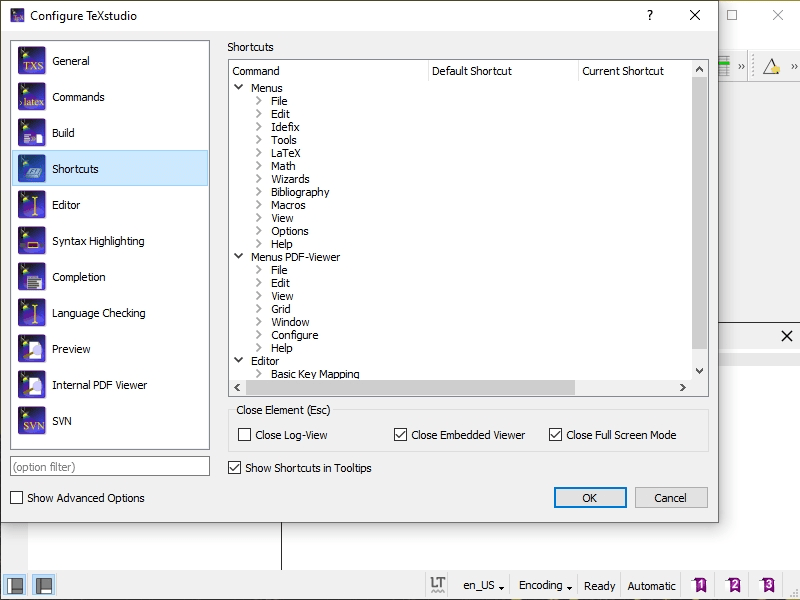 Configure TeXstudio
?
General
Commands
Build
Shortcuts
Editor
Syntax Highlighting
Completion
Language Checking
Preview
Internal PDF Viewer
SVN
(option filter)
Show Advanced Options
Shortcuts
Command Default Shortcut Current Shortcut
Menus
File
Edit
Idefix
Tools
LaTeX
Math
Wizards
Bibliography
Macros
View
Options
Help
Menus PDF-Viewer
File
Edit
View
Grid
Window
Configure
Help
Editor
Basic Key Mapping
Close Element (Esc)
Close Log-View Close Embedded Viewer Close Full Screen Mode
Show Shortcuts in Tooltips
OK Cancel
LT en_US Encoding Ready Automatic 1 2 3